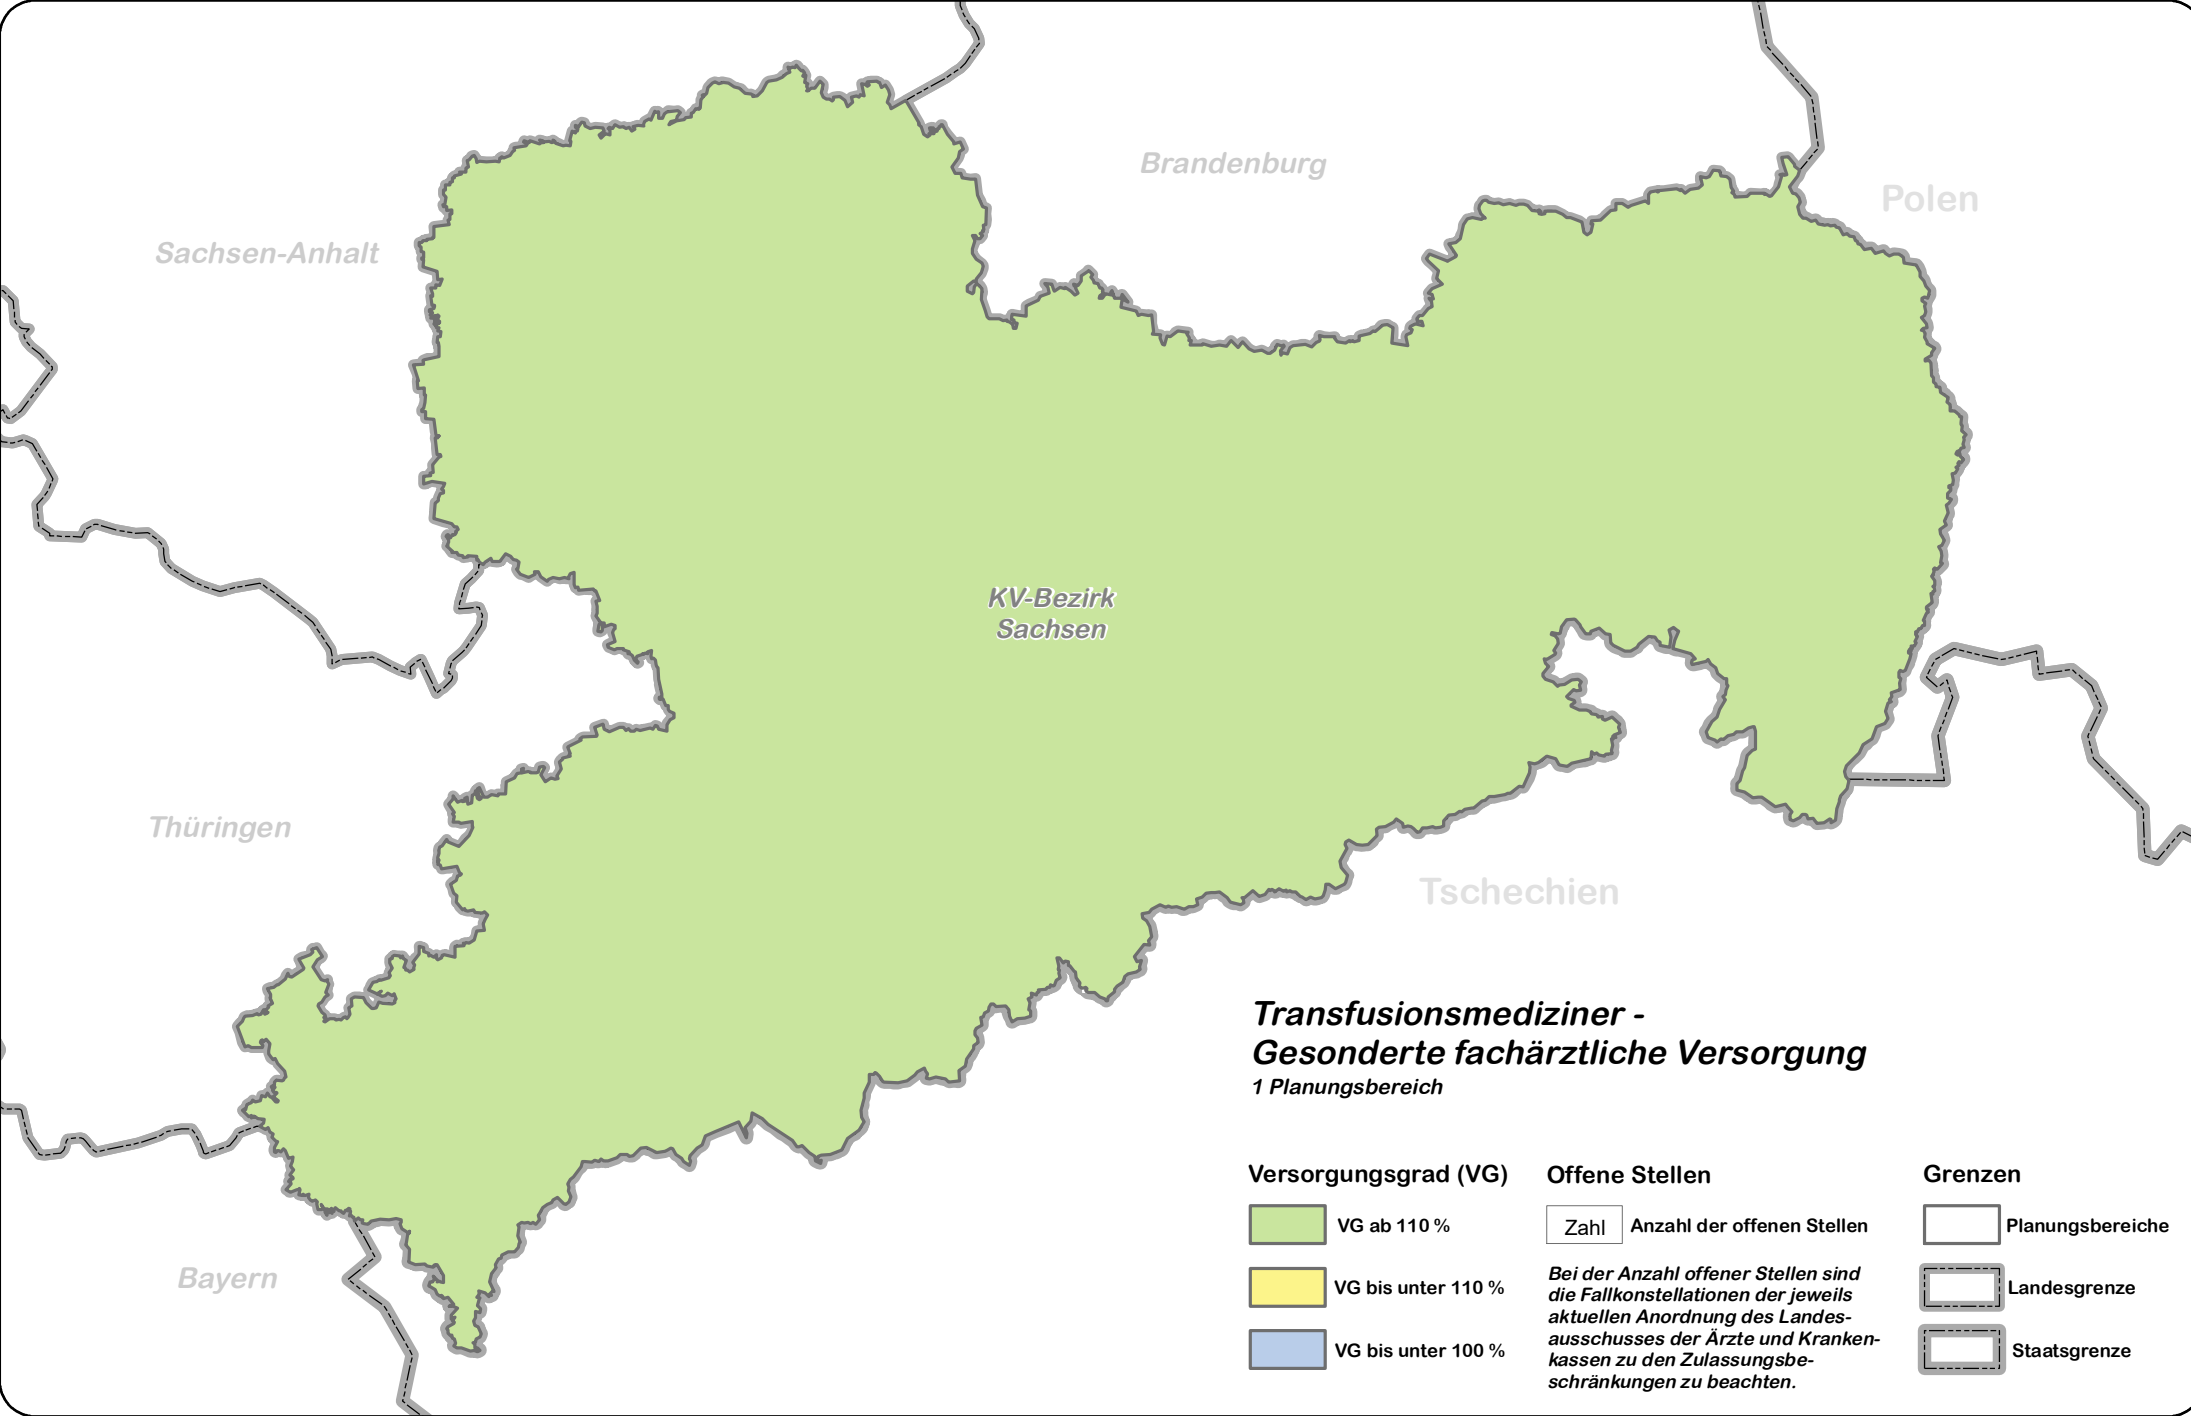 Brandenburg
Polen
Sachsen-Anhalt
KV-Bezirk
Sachsen
Thüringen
Tschechien
Transfusionsmediziner -
Gesonderte fachärztliche Versorgung
1 Planungsbereich
Versorgungsgrad (VG)
VG ab 110 %
VG bis unter 110 %
VG bis unter 100 %
Offene Stellen
Zahl
Anzahl der offenen Stellen
Bei der Anzahl offener Stellen sind
die Fallkonstellationen der jeweils
aktuellen Anordnung des Landes-
ausschusses der Ärzte und Kranken-
kassen zu den Zulassungsbe-
schränkungen zu beachten.
Grenzen
Planungsbereiche
Landesgrenze
Staatsgrenze
Bayern